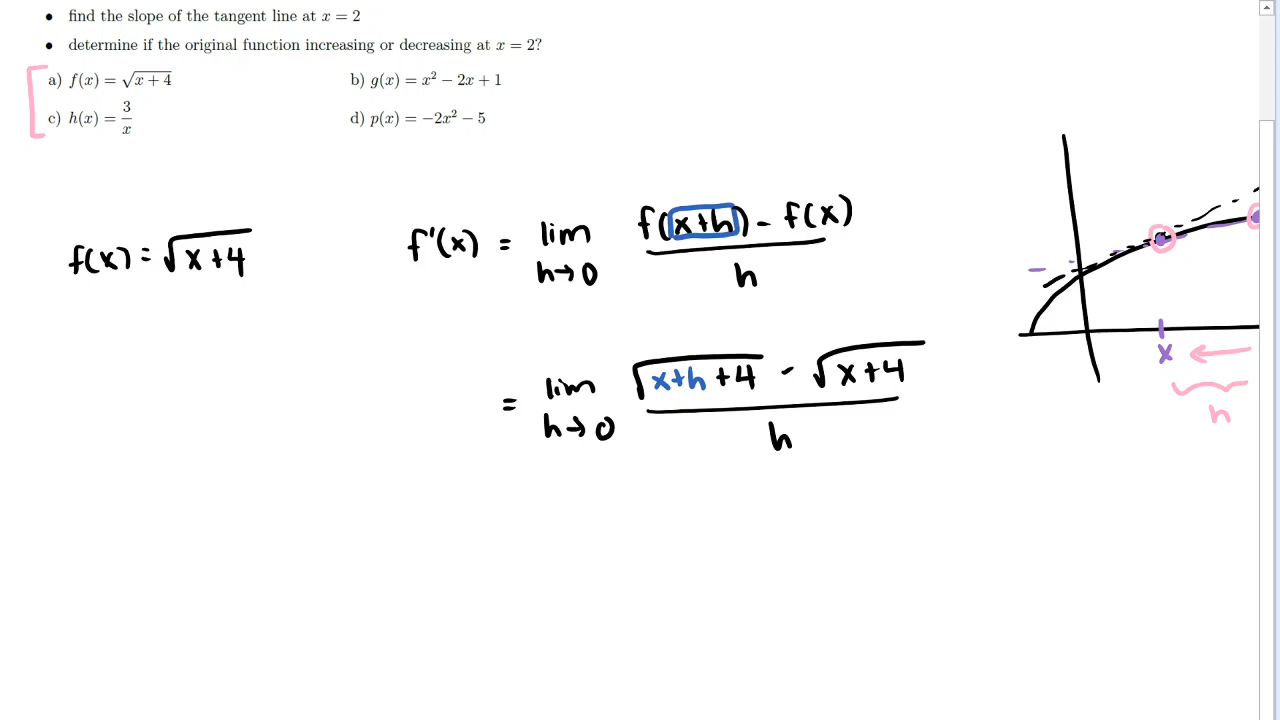 • find the slope of the tangent line at x = 2
• determine if the original function increasing or decreasing at x = 2?
a) f(x) = √(x + 4) b) g(x) = x² − 2x + 1
c) h(x) = 3/x d) p(x) = −2x² − 5
f(x) = √(x+4) f'(x) = lim h→0 (f(x+h) - f(x))/h
= lim h→0 (√(x+h+4) - √(x+4))/h
x
h